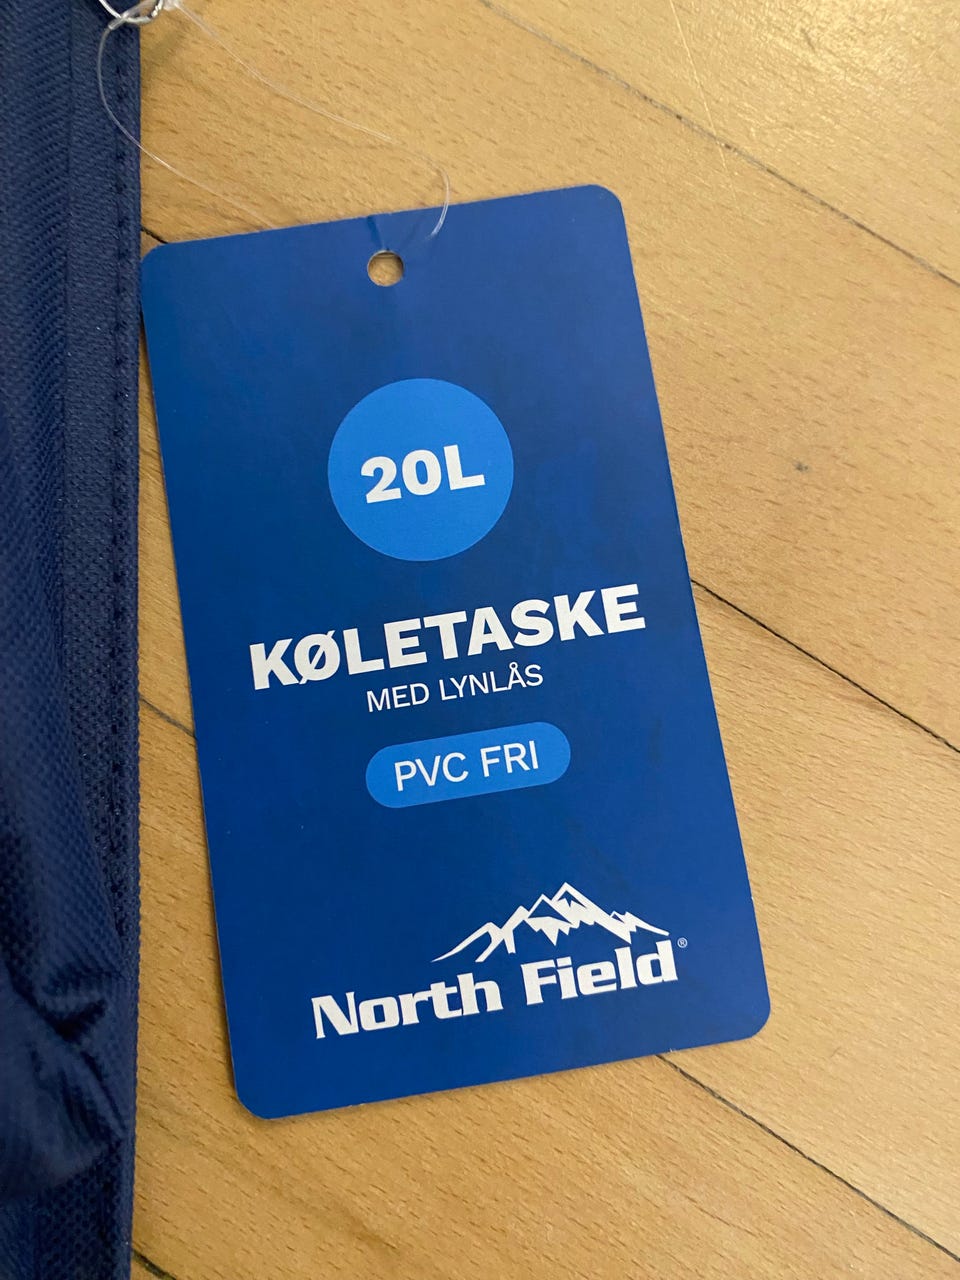 20L
KØLETASKE
MED LYNLÅS
PVC FRI
North Field®